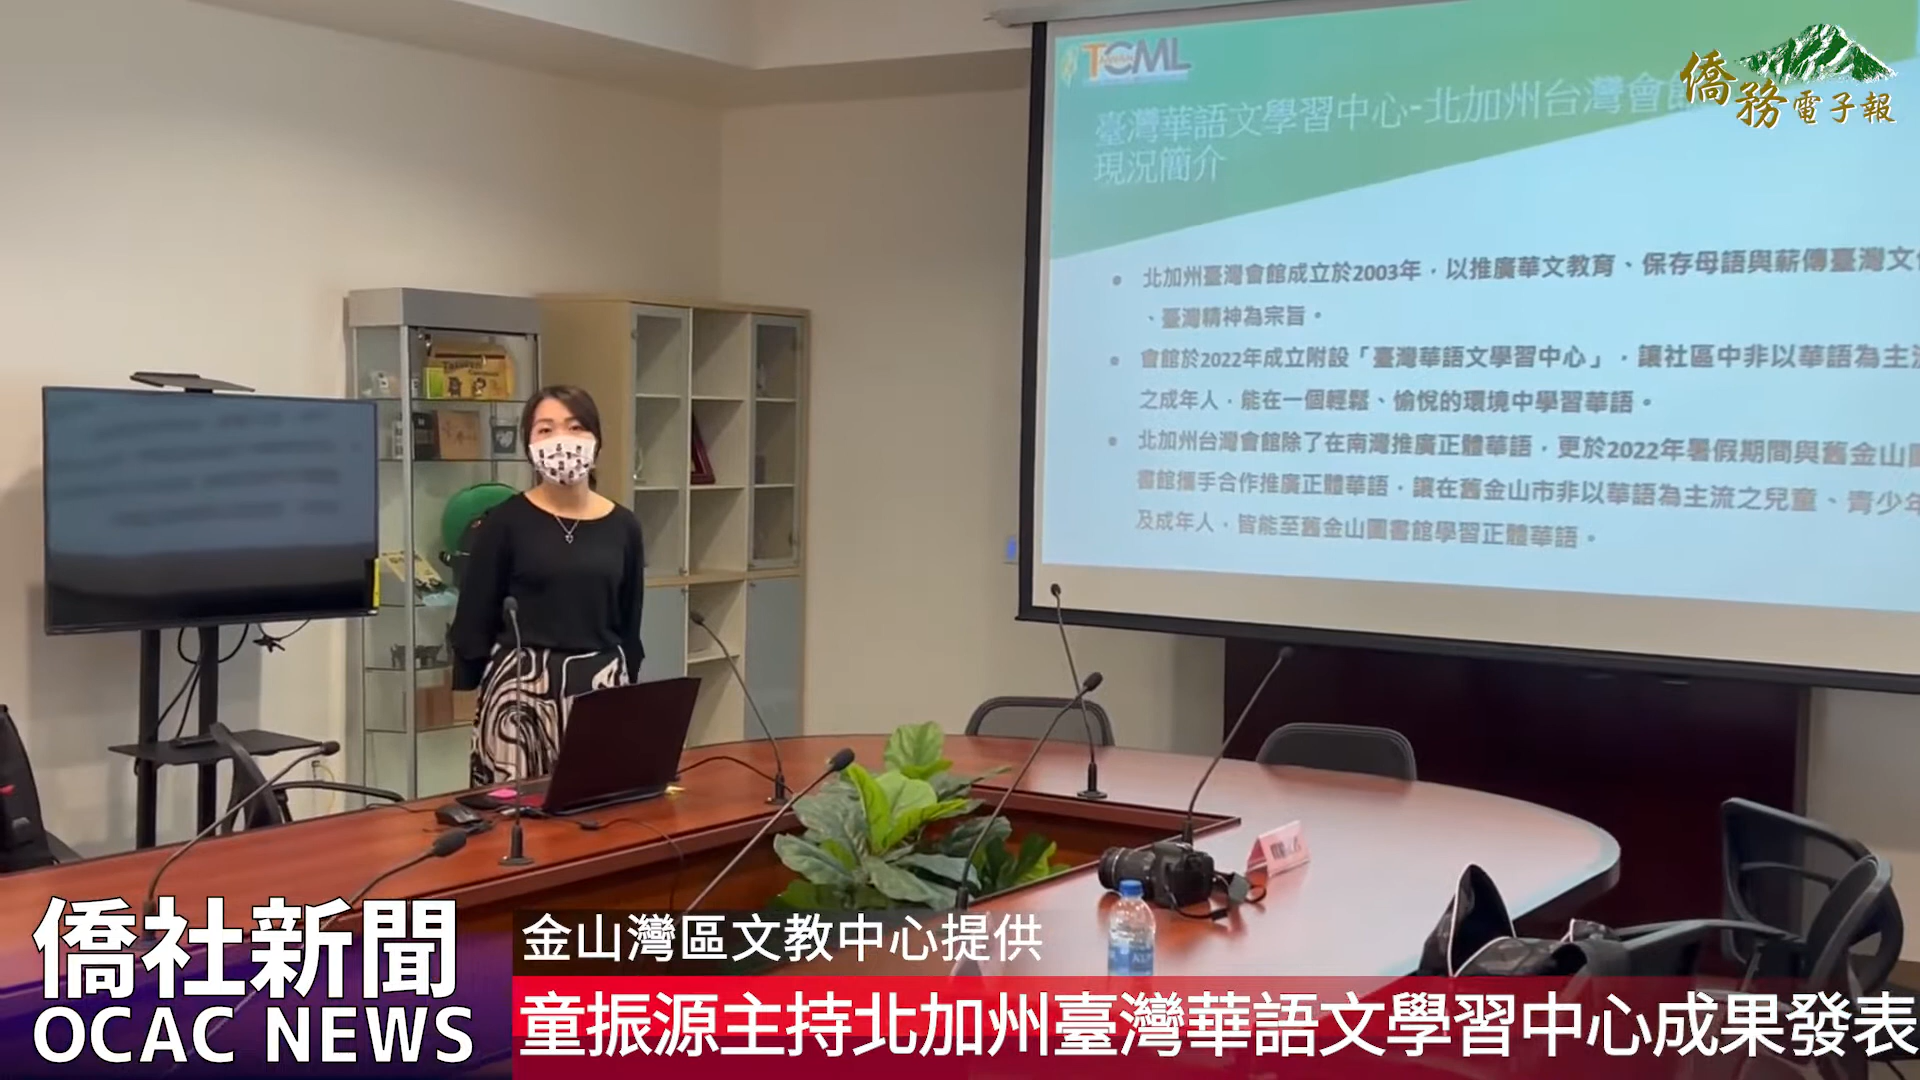 TCML
僑務電子報
臺灣華語文學習中心-北加州台灣會館
現況簡介
北加州臺灣會館成立於2003年，以推廣華文教育、保存母語與薪傳臺灣文
、臺灣精神為宗旨。
會館於2022年成立附設「臺灣華語文學習中心」，讓社區中非以華語為主流
之成年人，能在一個輕鬆、愉悅的環境中學習華語。
北加州台灣會館除了在南灣推廣正體華語，更於2022年暑假期間與舊金山圖
書館攜手合作推廣正體華語，讓在舊金山市非以華語為主流之兒童、青少年
及成年人，皆能至舊金山圖書館學習正體華語。
僑社新聞
OCAC NEWS
金山灣區文教中心提供
童振源主持北加州臺灣華語文學習中心成果發表